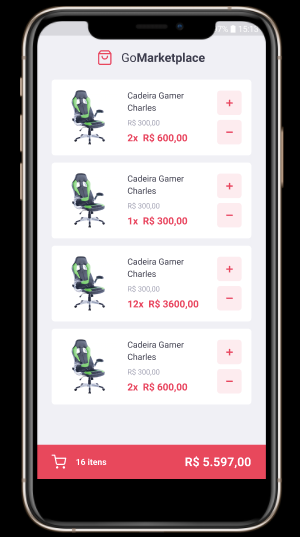 15:15
GoMarketplace
Cadeira Gamer
Charles
R$ 300,00
2x R$ 600,00
+
−
Cadeira Gamer
Charles
R$ 300,00
1x R$ 300,00
+
−
Cadeira Gamer
Charles
R$ 300,00
12x R$ 3600,00
+
−
Cadeira Gamer
Charles
R$ 300,00
2x R$ 600,00
+
−
16 itens
R$ 5.597,00